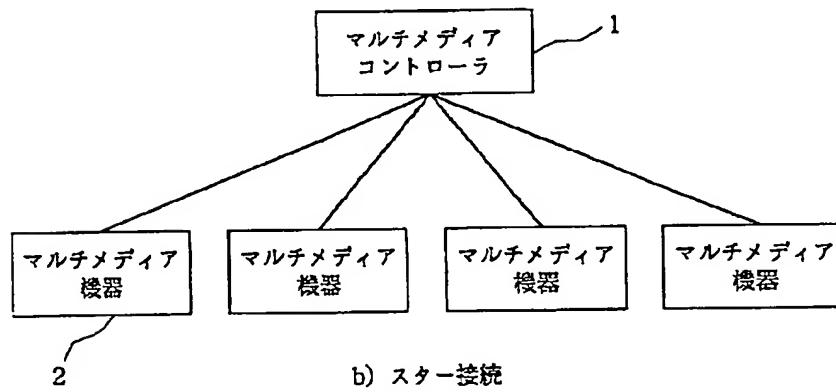 マルチメディア
コントローラ
1
マルチメディア
機器
マルチメディア
機器
マルチメディア
機器
マルチメディア
機器
2
b) スター接続